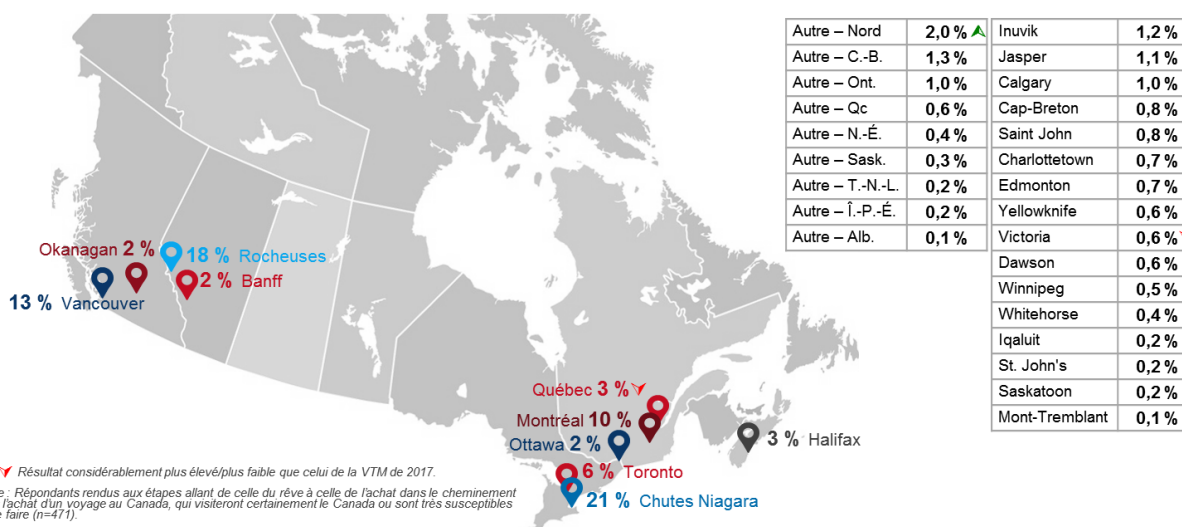 Okanagan 2 %
18 % Rocheuses
2 % Banff
13 % Vancouver
Québec 3 %
Montréal 10 %
Ottawa 2 %
3 % Halifax
6 % Toronto
21 % Chutes Niagara
Autre – Nord 2,0 %
Autre – C.-B. 1,3 %
Autre – Ont. 1,0 %
Autre – Qc 0,6 %
Autre – N.-É. 0,4 %
Autre – Sask. 0,3 %
Autre – T.-N.-L. 0,2 %
Autre – Î.-P.-É. 0,2 %
Autre – Alb. 0,1 %
Inuvik 1,2 %
Jasper 1,1 %
Calgary 1,0 %
Cap-Breton 0,8 %
Saint John 0,8 %
Charlottetown 0,7 %
Edmonton 0,7 %
Yellowknife 0,6 %
Victoria 0,6 %
Dawson 0,6 %
Winnipeg 0,5 %
Whitehorse 0,4 %
Iqaluit 0,2 %
St. John's 0,2 %
Saskatoon 0,2 %
Mont-Tremblant 0,1 %
Résultat considérablement plus élevé/plus faible que celui de la VTM de 2017.
: Répondants rendus aux étapes allant de celle du rêve à celle de l'achat dans le cheminement
l'achat d'un voyage au Canada, qui visiteront certainement le Canada ou sont très susceptibles
faire (n=471).